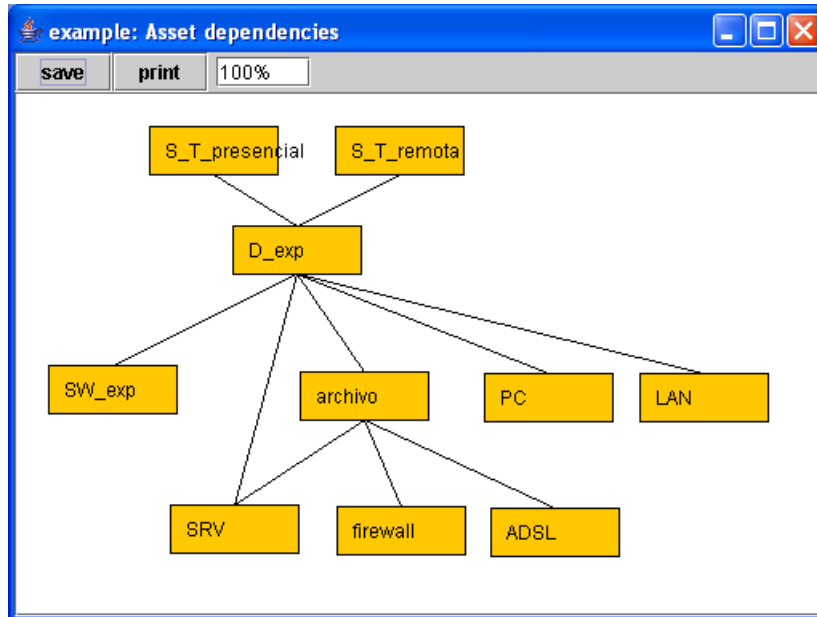 example: Asset dependencies
save print 100%
S_T_presencial S_T_remota
D_exp
SW_exp archivo PC LAN
SRV firewall ADSL